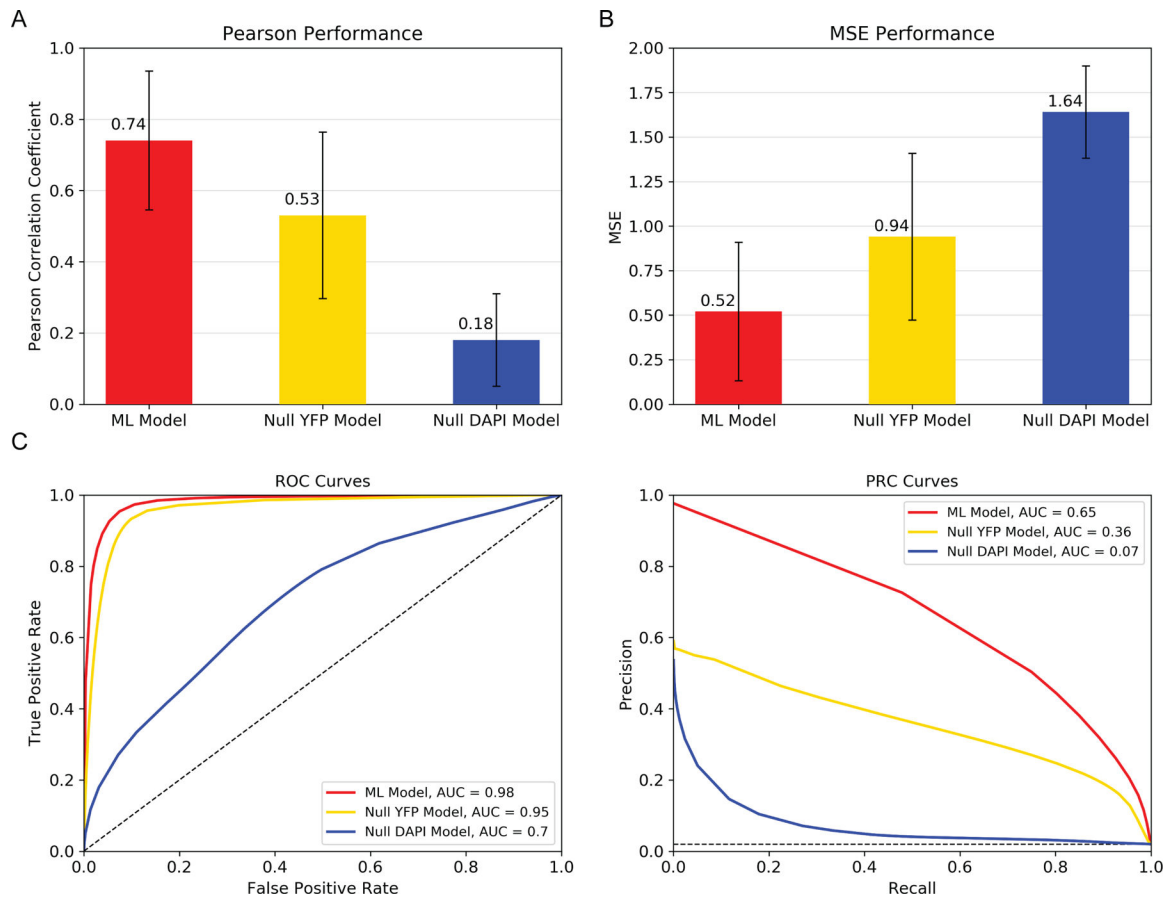 A
Pearson Performance
Pearson Correlation Coefficient
1.0
0.8
0.6
0.4
0.2
0.0
0.74
0.53
0.18
ML Model
Null YFP Model
Null DAPI Model
B
MSE Performance
MSE
2.00
1.75
1.50
1.25
1.00
0.75
0.50
0.25
0.00
0.52
0.94
1.64
ML Model
Null YFP Model
Null DAPI Model
C
ROC Curves
True Positive Rate
1.0
0.8
0.6
0.4
0.2
0.0
ML Model, AUC = 0.98
Null YFP Model, AUC = 0.95
Null DAPI Model, AUC = 0.7
0.0
0.2
0.4
0.6
0.8
1.0
False Positive Rate
PRC Curves
Precision
1.0
0.8
0.6
0.4
0.2
0.0
ML Model, AUC = 0.65
Null YFP Model, AUC = 0.36
Null DAPI Model, AUC = 0.07
0.0
0.2
0.4
0.6
0.8
1.0
Recall